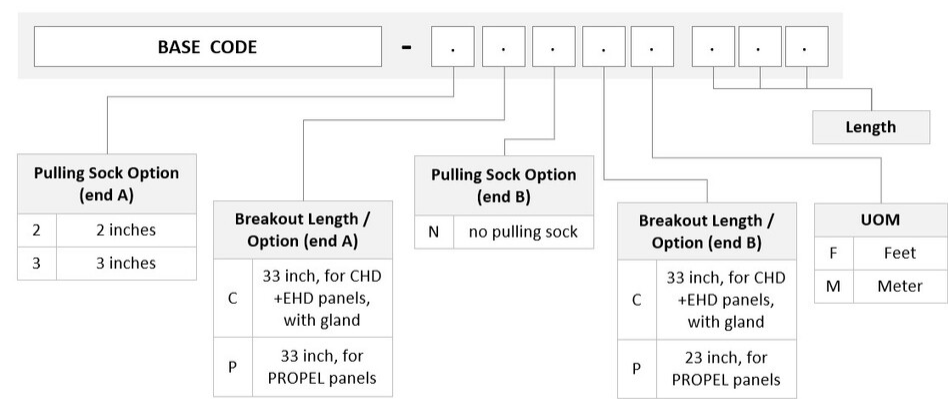 BASE CODE - . . . . . . . .
Length
Pulling Sock Option
(end A)
2 2 inches
3 3 inches
Breakout Length /
Option (end A)
C 33 inch, for CHD
+EHD panels,
with gland
P 33 inch, for
PROPEL panels
Pulling Sock Option
(end B)
N no pulling sock
Breakout Length /
Option (end B)
C 33 inch, for CHD
+EHD panels,
with gland
P 23 inch, for
PROPEL panels
UOM
F Feet
M Meter